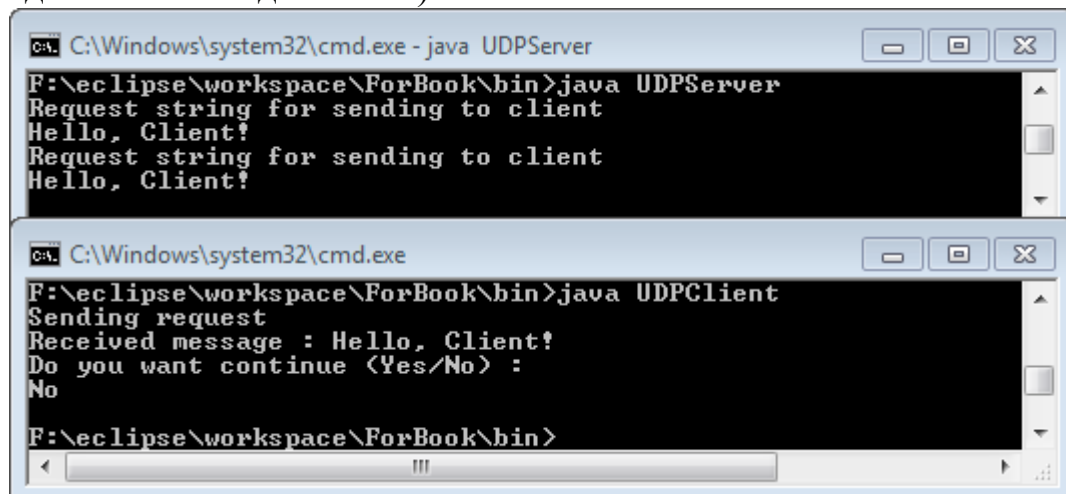 C:\Windows\system32\cmd.exe - java UDPServer
F:\eclipse\workspace\ForBook\bin>java UDPServer
Request string for sending to client
Hello, Client!
Request string for sending to client
Hello, Client!
C:\Windows\system32\cmd.exe
F:\eclipse\workspace\ForBook\bin>java UDPClient
Sending request
Received message : Hello, Client!
Do you want continue (Yes/No) :
No
F:\eclipse\workspace\ForBook\bin>